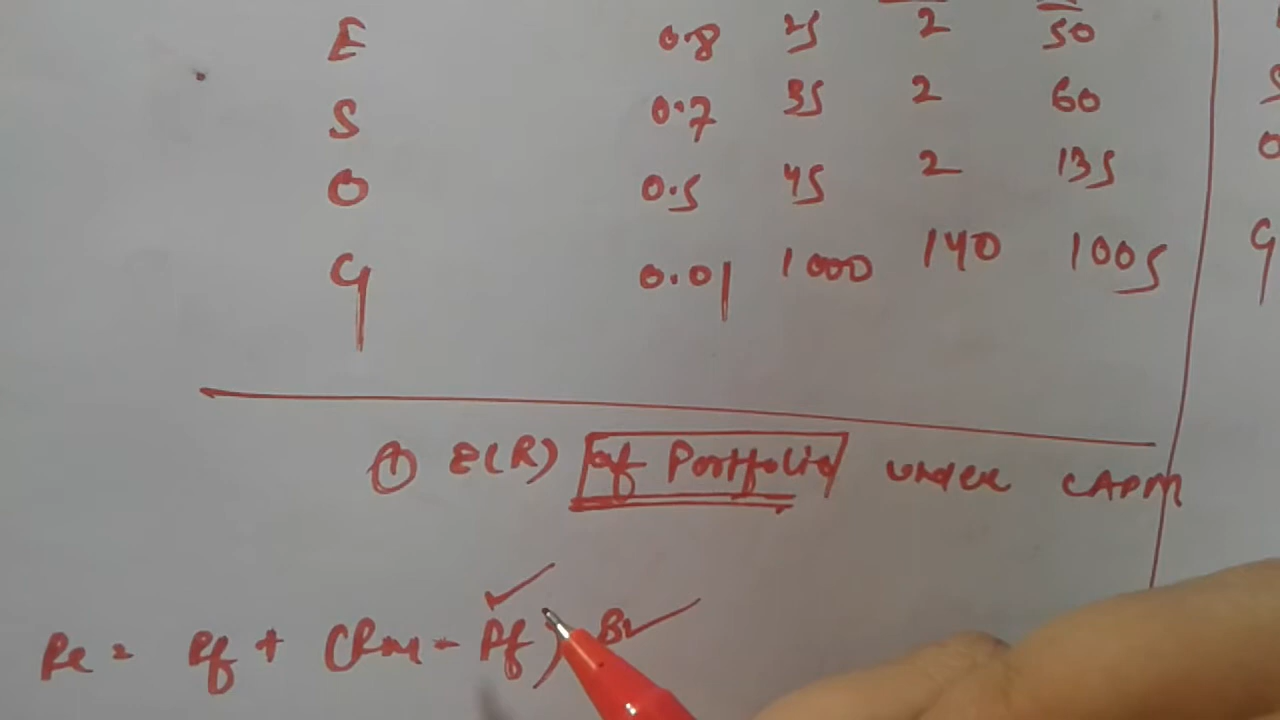 E 0.8 25 2 50
S 0.7 35 2 60
O 0.5 45 2 135
G 0.01 1000 140 1005 G
① E(R) of Portfolio under CAPM
Re = Rf + (Rm - Rf)